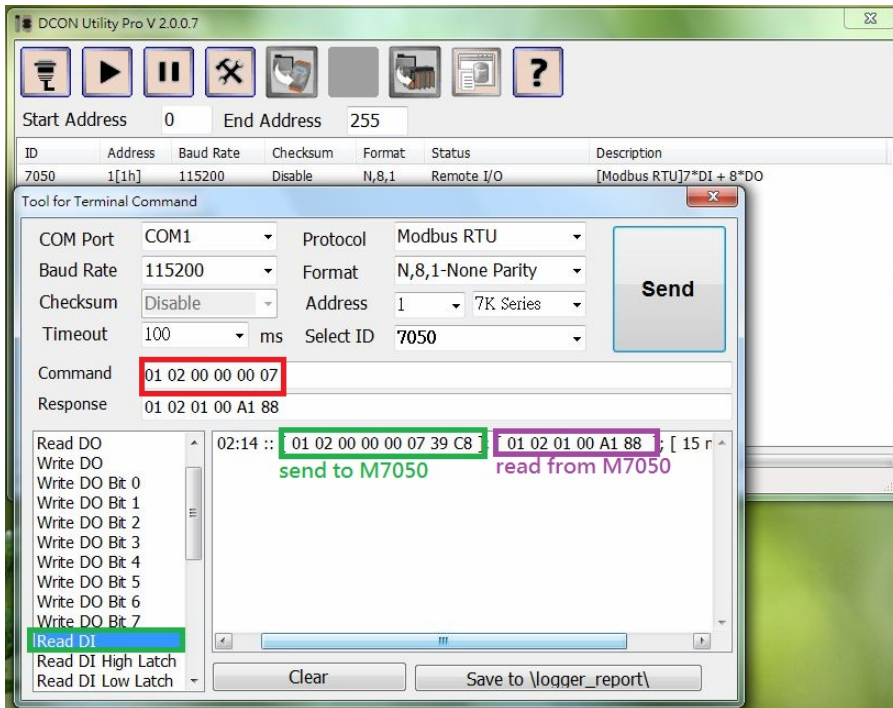 DCON Utility Pro V 2.0.0.7
?
Start Address 0 End Address 255
ID Address Baud Rate Checksum Format Status Description
7050 1[1h] 115200 Disable N,8,1 Remote I/O [Modbus RTU]7*DI + 8*DO
Tool for Terminal Command
COM Port COM1 Protocol Modbus RTU
Baud Rate 115200 Format N,8,1-None Parity
Checksum Disable Address 1 7K Series
Send
Timeout 100 ms Select ID 7050
Command 01 02 00 00 00 07
Response 01 02 01 00 A1 88
Read DO
Write DO
Write DO Bit 0
Write DO Bit 1
Write DO Bit 2
Write DO Bit 3
Write DO Bit 4
Write DO Bit 5
Write DO Bit 6
Write DO Bit 7
Read DI
Read DI High Latch
Read DI Low Latch
02:14 :: [ 01 02 00 00 00 07 39 C8 ] [ 01 02 01 00 A1 88 ] ; [ 15
send to M7050 read from M7050
Clear Save to \logger_report\